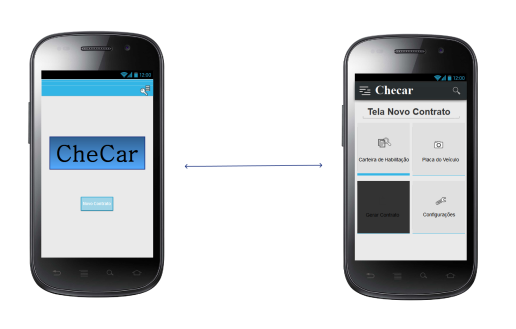 12:00
CheCar
Novo Contrato
12:00
Checar
Tela Novo Contrato
Carteira de Habilitação
Placa do Veículo
Gerar Contrato
Configurações